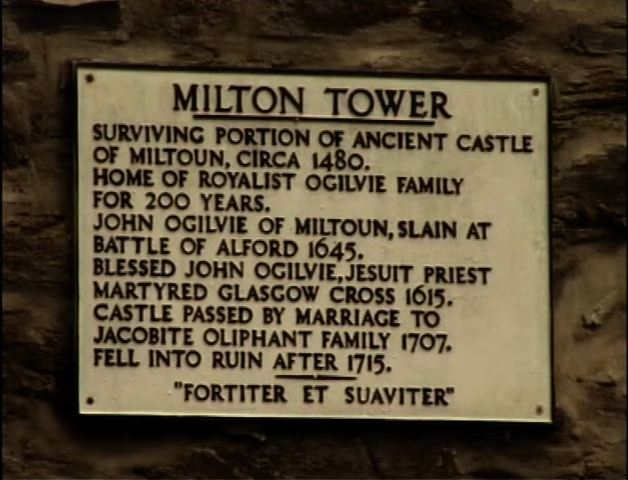 MILTON TOWER
SURVIVING PORTION OF ANCIENT CASTLE
OF MILTOUN, CIRCA 1480.
HOME OF ROYALIST OGILVIE FAMILY
FOR 200 YEARS.
JOHN OGILVIE OF MILTOUN, SLAIN AT
BATTLE OF ALFORD 1645.
BLESSED JOHN OGILVIE, JESUIT PRIEST
MARTYRED GLASGOW CROSS 1615.
CASTLE PASSED BY MARRIAGE TO
JACOBITE OLIPHANT FAMILY 1707.
FELL INTO RUIN AFTER 1715.
"FORTITER ET SUAVITER"